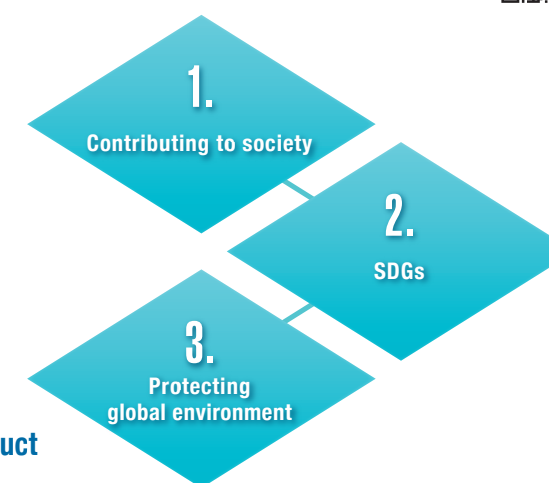 1.
Contributing to society
2.
SDGs
3.
Protecting
global environment
uct